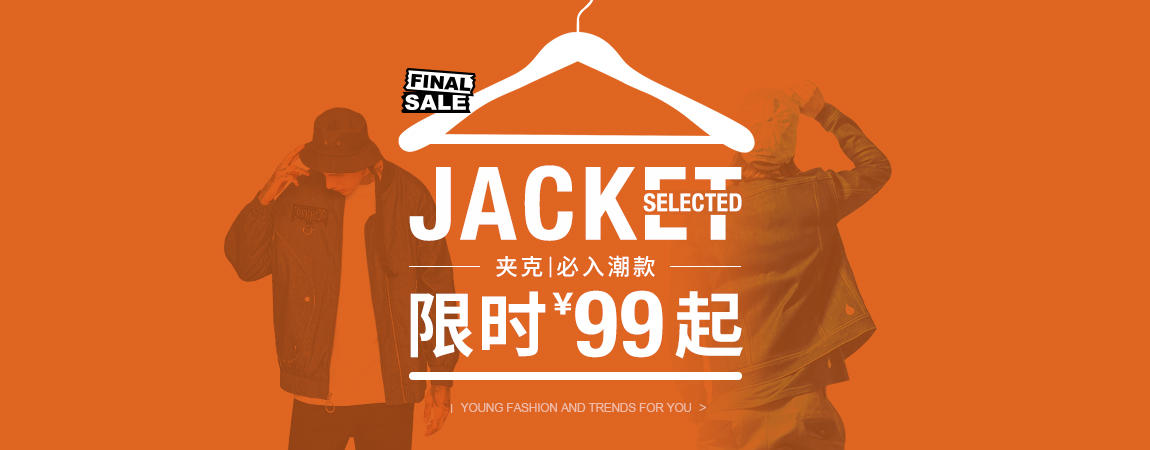 FINAL
SALE
JACKET
SELECTED
夹克|必入潮款
限时¥99起
YOUNG FASHION AND TRENDS FOR YOU >